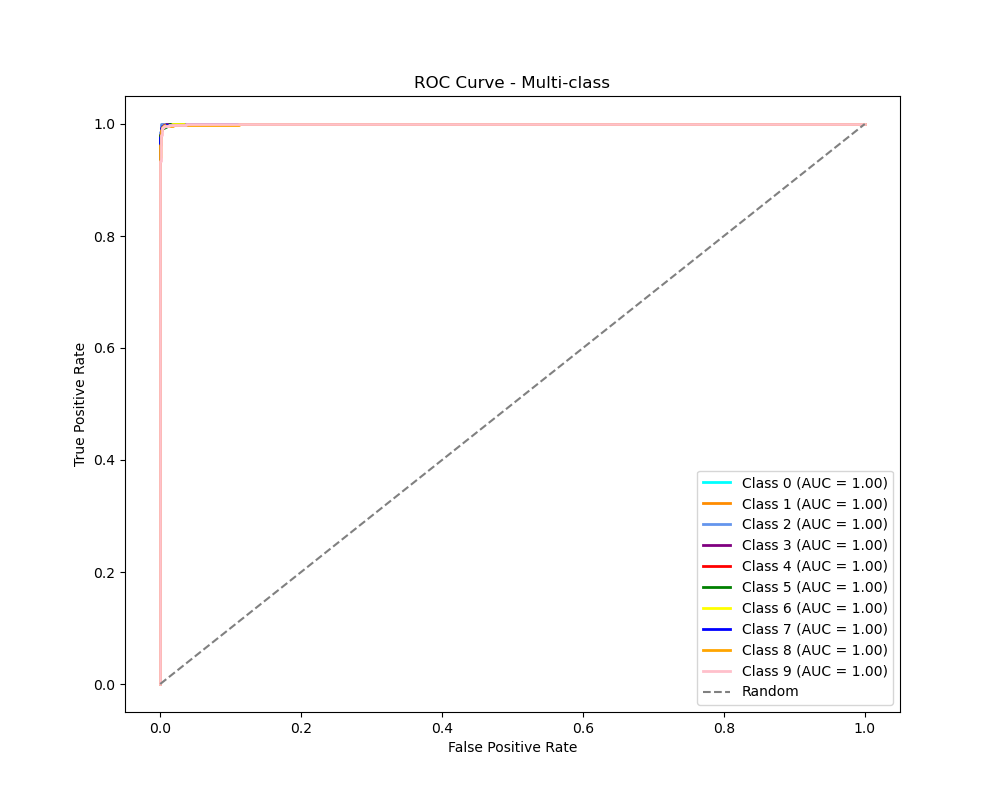 ROC Curve - Multi-class
True Positive Rate
1.0
0.8
0.6
0.4
0.2
0.0
0.0 0.2 0.4 0.6 0.8 1.0
False Positive Rate
Class 0 (AUC = 1.00)
Class 1 (AUC = 1.00)
Class 2 (AUC = 1.00)
Class 3 (AUC = 1.00)
Class 4 (AUC = 1.00)
Class 5 (AUC = 1.00)
Class 6 (AUC = 1.00)
Class 7 (AUC = 1.00)
Class 8 (AUC = 1.00)
Class 9 (AUC = 1.00)
Random